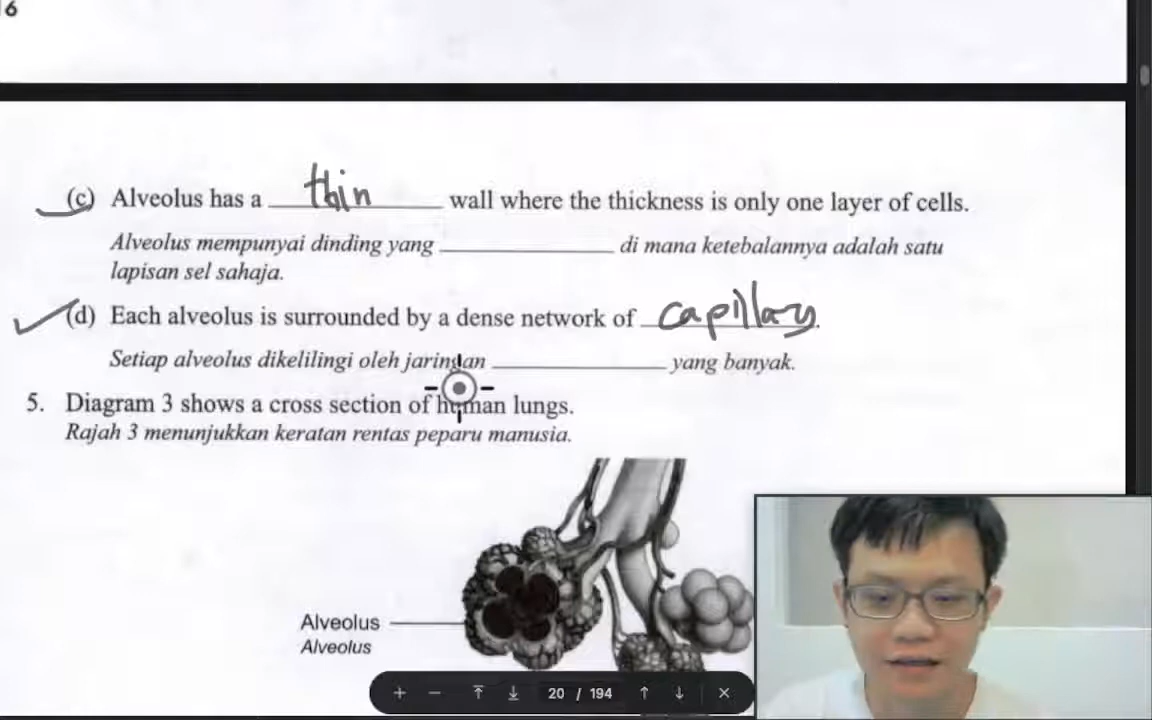 6
(c) Alveolus has a thin wall where the thickness is only one layer of cells.
Alveolus mempunyai dinding yang ____________ di mana ketebalannya adalah satu
lapisan sel sahaja.
(d) Each alveolus is surrounded by a dense network of capillary.
Setiap alveolus dikelilingi oleh jaringan ____________ yang banyak.
5. Diagram 3 shows a cross section of human lungs.
Rajah 3 menunjukkan keratan rentas peparu manusia.
Alveolus
Alveolus
20 / 194